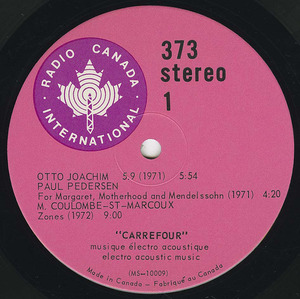 RADIO CANADA
INTERNATIONAL
373
stereo
1
OTTO JOACHIM 5.9 (1971) 5:54
PAUL PEDERSEN
For Margaret, Motherhood and Mendelssohn (1971) 4:20
M. COULOMBE-ST-MARCOUX
Zones (1972) 9.00
"CARREFOUR"
musique électro acoustique
electro acoustic music
(MS-10009)
Made in Canada - Fabriqué au Canada